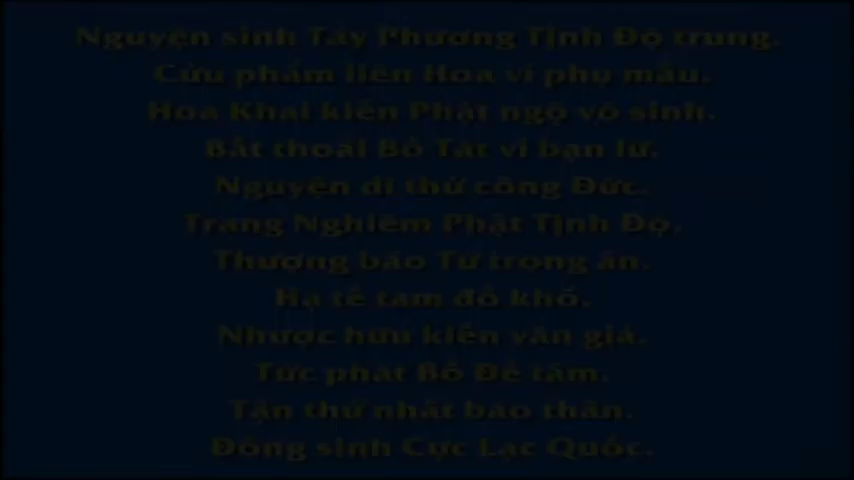 Nguyện sinh Tây Phương Tịnh Độ trung.
Cửu phẩm liên Hoa vi phụ mẫu.
Hoa Khai kiến Phật ngộ vô sinh.
Bất thoái Bồ Tát vi bạn lữ.
Nguyện dĩ thử công Đức.
Trang Nghiêm Phật Tịnh Độ.
Thượng báo Tứ trọng ân.
Hạ tế tam đồ khổ.
Nhược hữu kiến văn giả.
Tức phát Bồ Đề tâm.
Tận thử nhất báo thân.
Đồng sinh Cực Lạc Quốc.